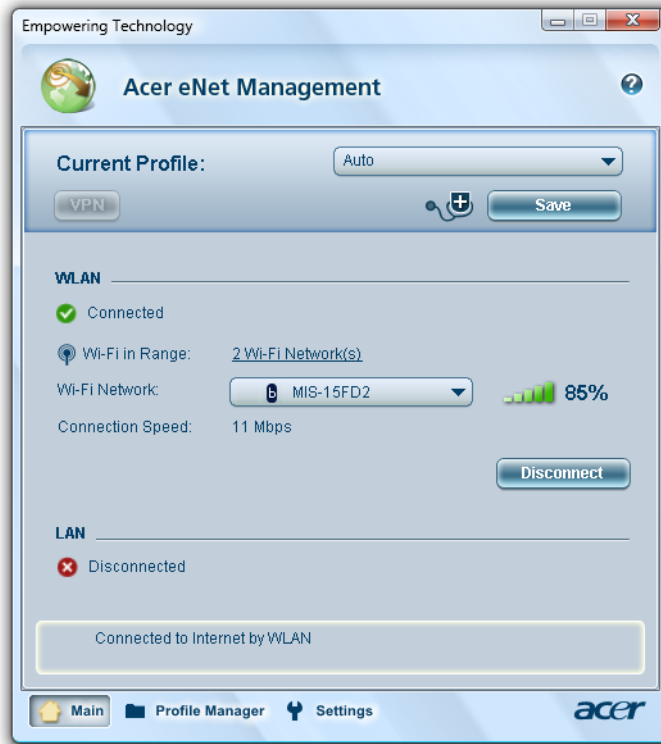 Empowering Technology
Acer eNet Management
Current Profile:
Auto
VPN
Save
WLAN
Connected
Wi-Fi in Range:
2 Wi-Fi Network(s)
Wi-Fi Network:
b MIS-15FD2
85%
Connection Speed:
11 Mbps
Disconnect
LAN
Disconnected
Connected to Internet by WLAN
Main
Profile Manager
Settings
acer